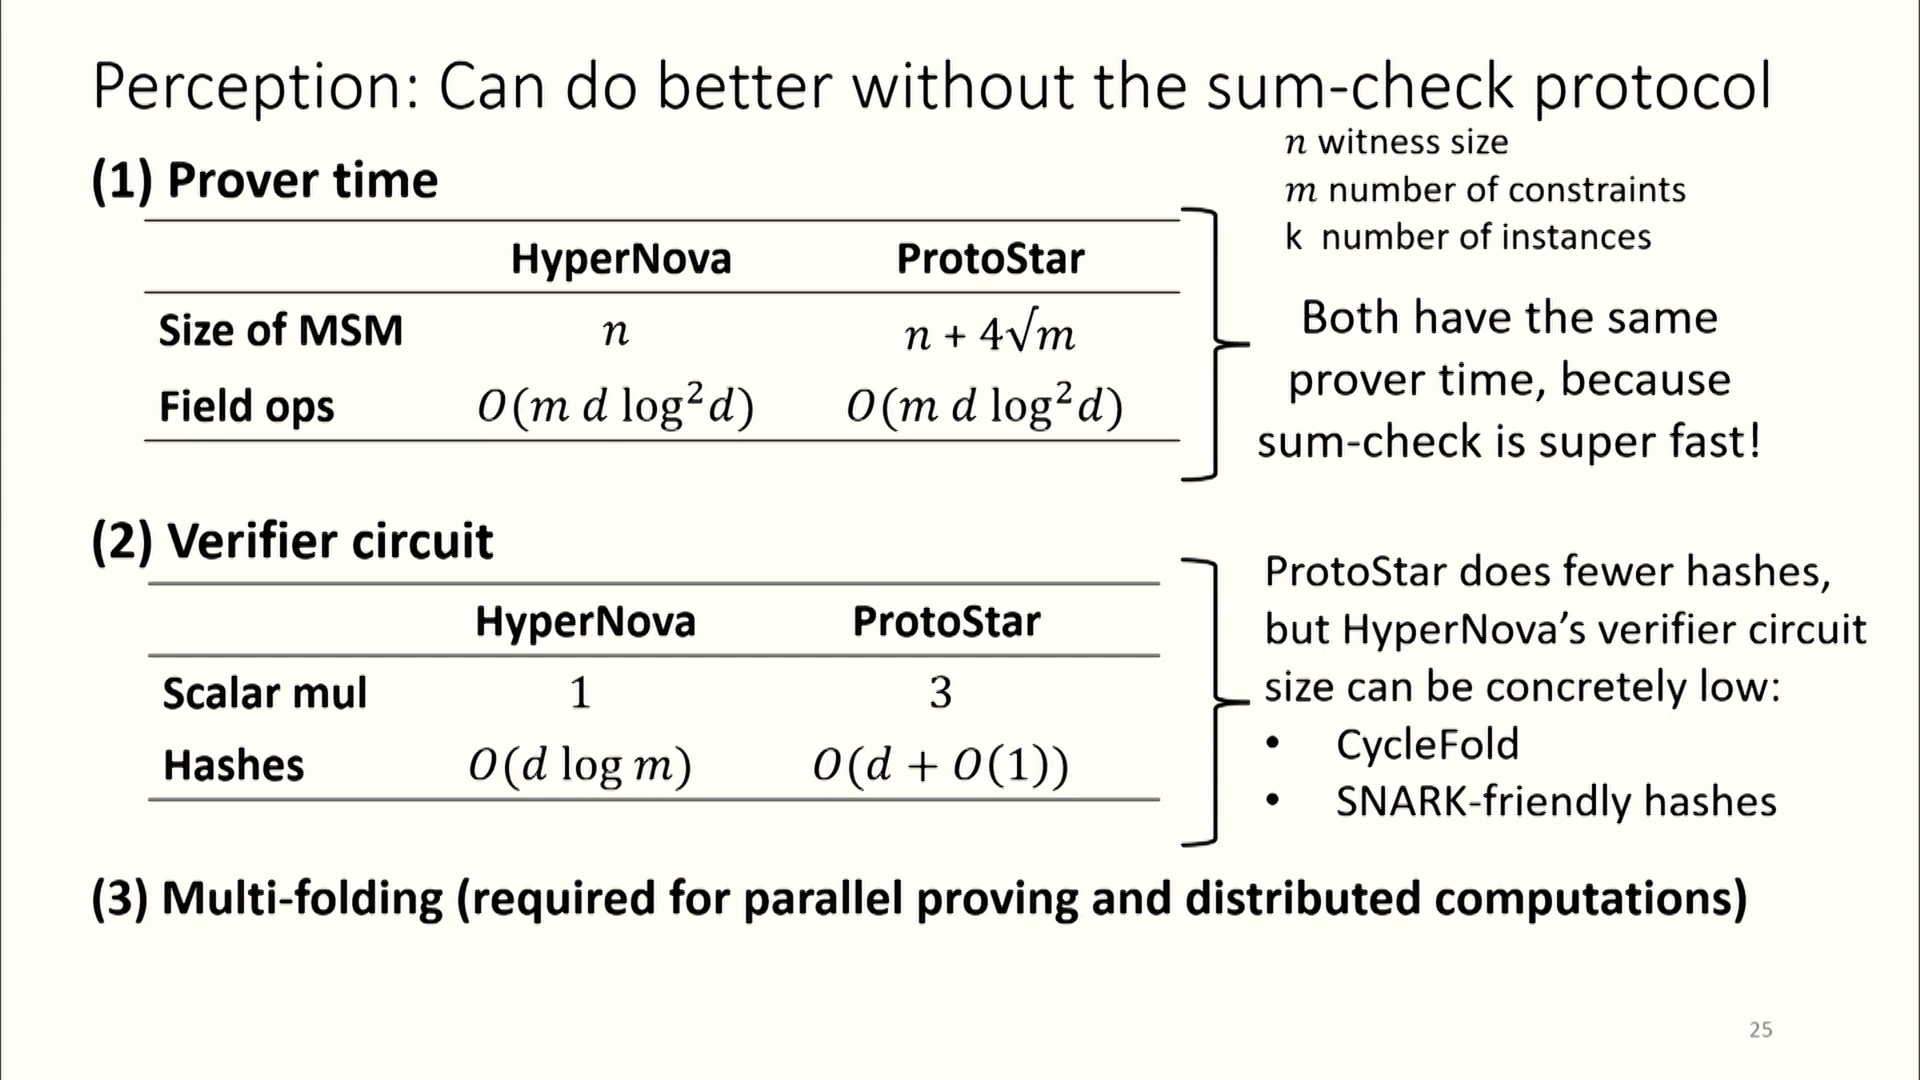 Perception: Can do better without the sum-check protocol
n witness size
m number of constraints
k number of instances
(1) Prover time
HyperNova ProtoStar
Size of MSM n n + 4√m
Field ops O(m d log²d) O(m d log²d)
Both have the same
prover time, because
sum-check is super fast!
(2) Verifier circuit
HyperNova ProtoStar
Scalar mul 1 3
Hashes O(d log m) O(d + O(1))
ProtoStar does fewer hashes,
but HyperNova’s verifier circuit
size can be concretely low:
• CycleFold
• SNARK-friendly hashes
(3) Multi-folding (required for parallel proving and distributed computations)
25